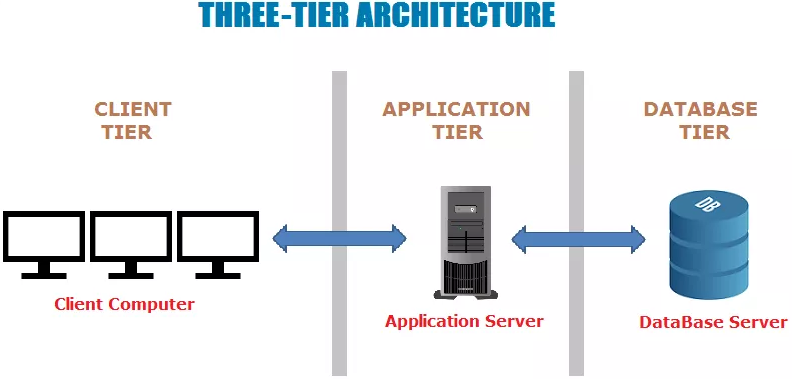 THREE-TIER ARCHITECTURE
CLIENT
TIER
APPLICATION
TIER
DATABASE
TIER
DB
Client Computer
Application Server
DataBase Server